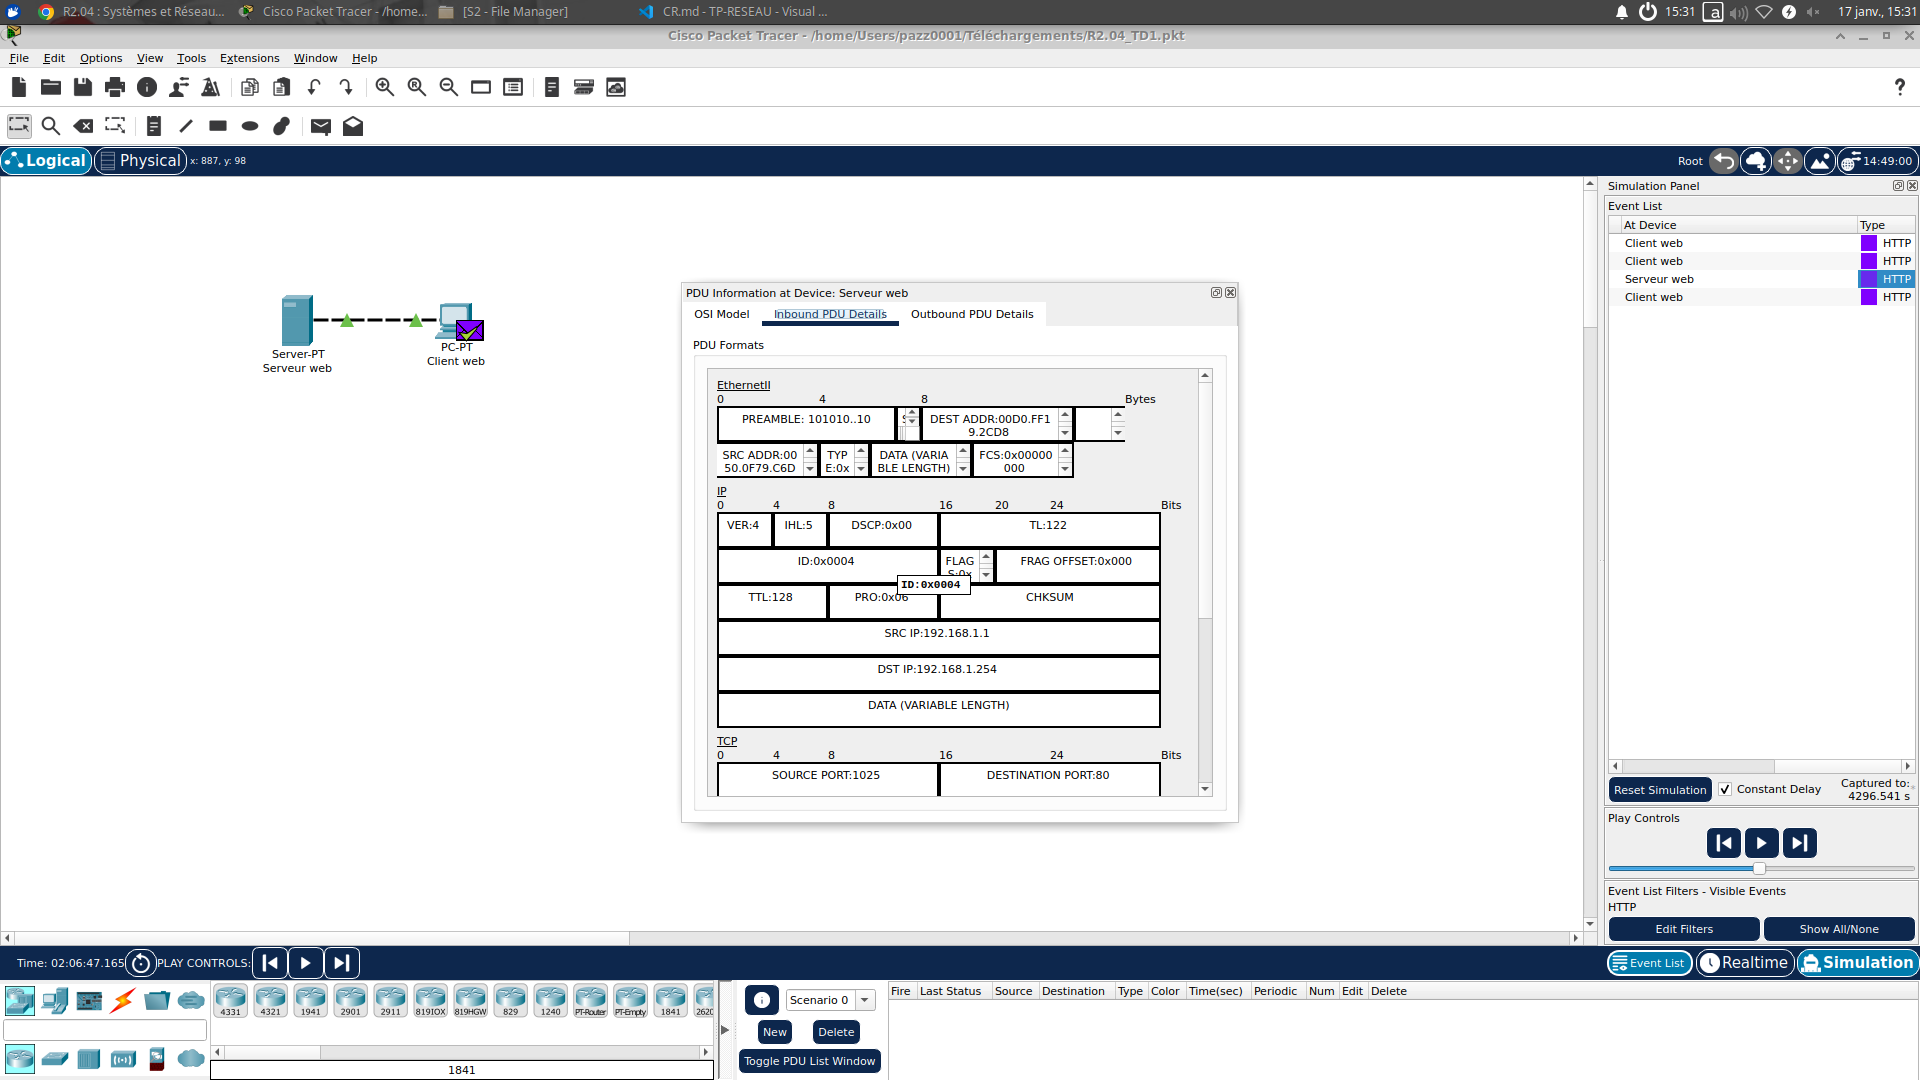 R2.04 : Systèmes et Réseau...
Cisco Packet Tracer - /home...
[S2 - File Manager]
CR.md - TP-RESEAU - Visual ...
15:31
a
17 janv., 15:31
Cisco Packet Tracer - /home/Users/pazz0001/Téléchargements/R2.04_TD1.pkt
File Edit Options View Tools Extensions Window Help
?
Logical
Physical
x: 887, y: 98
Root
14:49:00
Server-PT
Serveur web
PC-PT
Client web
PDU Information at Device: Serveur web
OSI Model
Inbound PDU Details
Outbound PDU Details
PDU Formats
EthernetII
0 4 8 Bytes
PREAMBLE: 101010..10
DEST ADDR:00D0.FF1
9.2CD8
SRC ADDR:00
50.0F79.C6D
TYP
E:0x
DATA (VARIA
BLE LENGTH)
FCS:0x00000
000
IP
0 4 8 16 20 24 Bits
VER:4 IHL:5 DSCP:0x00 TL:122
ID:0x0004
FLAG
S:0x
FRAG OFFSET:0x000
ID:0x0004
TTL:128 PRO:0x06 CHKSUM
SRC IP:192.168.1.1
DST IP:192.168.1.254
DATA (VARIABLE LENGTH)
TCP
0 4 8 16 24 Bits
SOURCE PORT:1025 DESTINATION PORT:80
Simulation Panel
Event List
At Device Type
Client web HTTP
Client web HTTP
Serveur web HTTP
Client web HTTP
Reset Simulation
Constant Delay
Captured to:
4296.541 s
Play Controls
Event List Filters - Visible Events
HTTP
Edit Filters
Show All/None
Time: 02:06:47.165
PLAY CONTROLS:
Event List
Realtime
Simulation
4331 4321 1941 2901 2911 819IOX 819HGW 829 1240 PT-Router PT-Empty 1841 2620
1841
Scenario 0
New
Delete
Toggle PDU List Window
Fire Last Status Source Destination Type Color Time(sec) Periodic Num Edit Delete